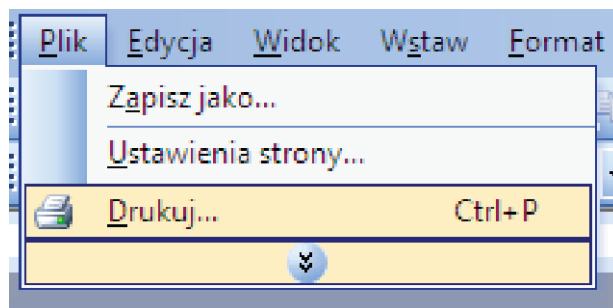 Plik Edycja Widok Wstaw Format
Zapisz jako...
Ustawienia strony...
Drukuj... Ctrl+P